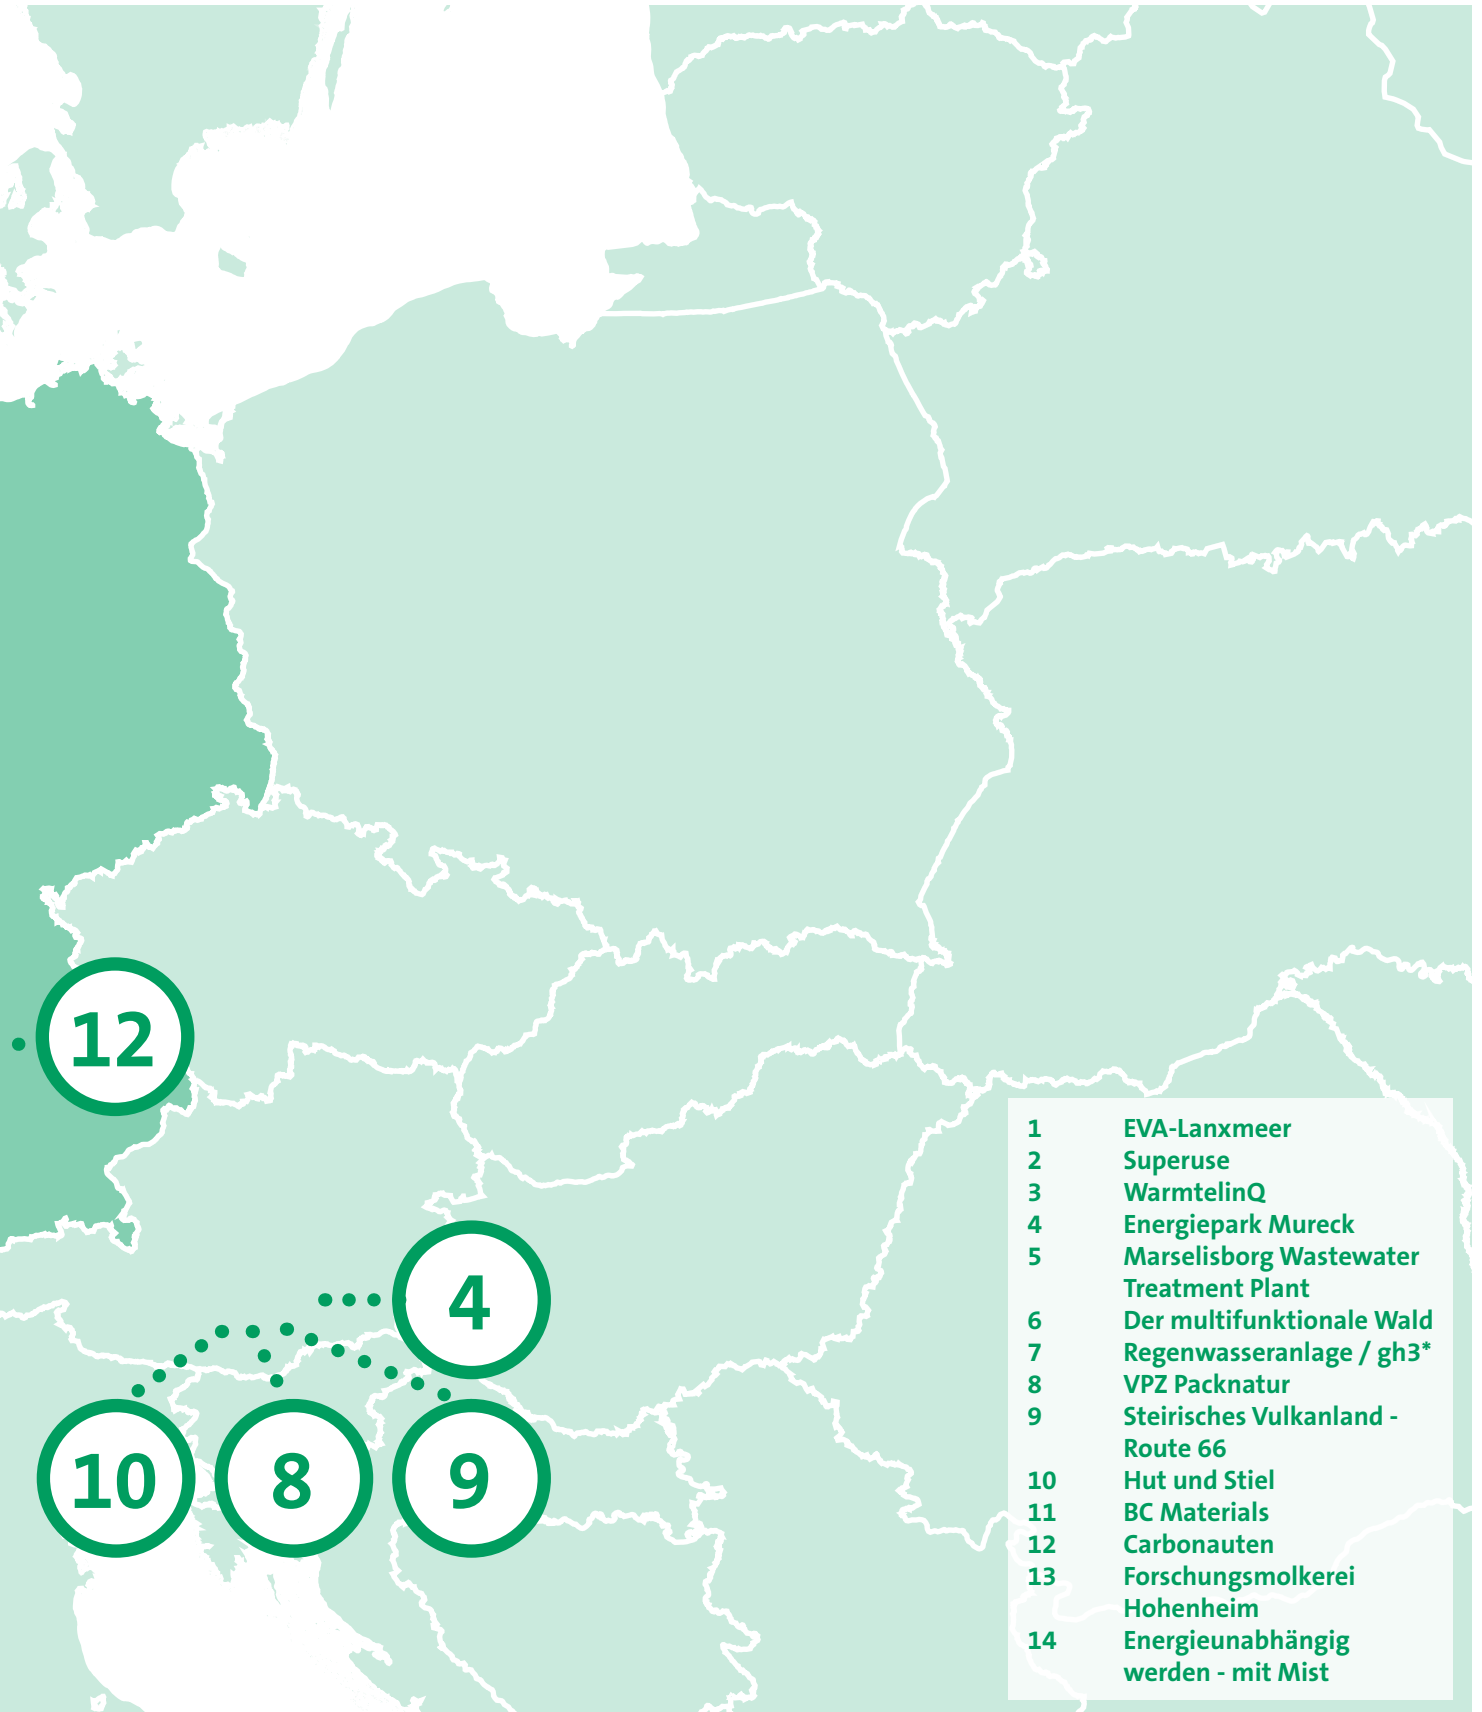 12
4
10
8
9
1 EVA-Lanxmeer
2 Superuse
3 WarmtelinQ
4 Energiepark Mureck
5 Marselisborg Wastewater
Treatment Plant
6 Der multifunktionale Wald
7 Regenwasseranlage / gh3*
8 VPZ Packnatur
9 Steirisches Vulkanland -
Route 66
10 Hut und Stiel
11 BC Materials
12 Carbonauten
13 Forschungsmolkerei
Hohenheim
14 Energieunabhängig
werden - mit Mist